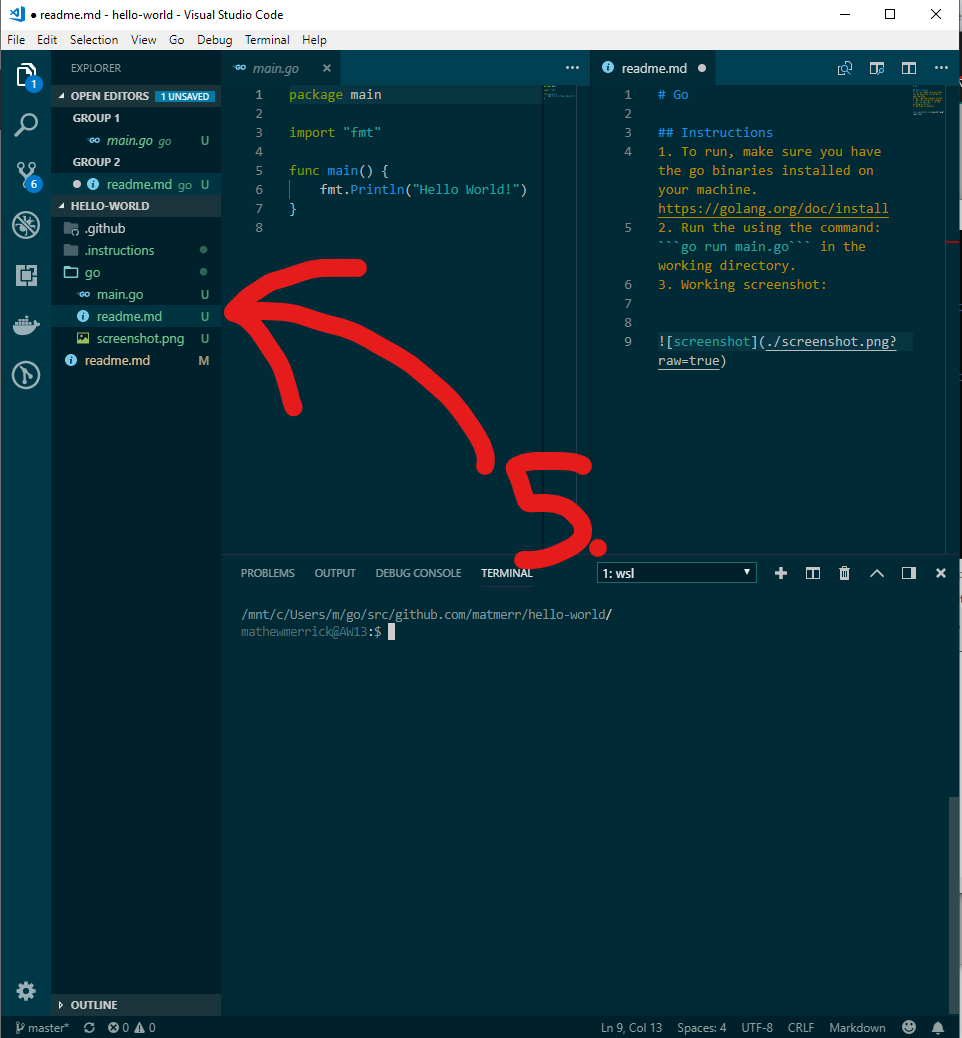 ● readme.md - hello-world - Visual Studio Code
File Edit Selection View Go Debug Terminal Help
1
6
EXPLORER
OPEN EDITORS 1 UNSAVED
GROUP 1
main.go go U
GROUP 2
● readme.md go U
HELLO-WORLD
.github
.instructions
go
main.go U
readme.md U
screenshot.png U
readme.md M
OUTLINE
main.go
1 package main
2
3 import "fmt"
4
5 func main() {
6 fmt.Println("Hello World!")
7 }
8
readme.md ●
1 # Go
2
3 ## Instructions
4 1. To run, make sure you have
the go binaries installed on
your machine.
https://golang.org/doc/install
5 2. Run the using the command:
```go run main.go``` in the
working directory.
6 3. Working screenshot:
7
8
9 ![screenshot](./screenshot.png?
raw=true)
5.
PROBLEMS OUTPUT DEBUG CONSOLE TERMINAL 1: wsl
/mnt/c/Users/m/go/src/github.com/matmerr/hello-world/
mathewmerrick@AW13:$
master* 0 0 Ln 9, Col 13 Spaces: 4 UTF-8 CRLF Markdown